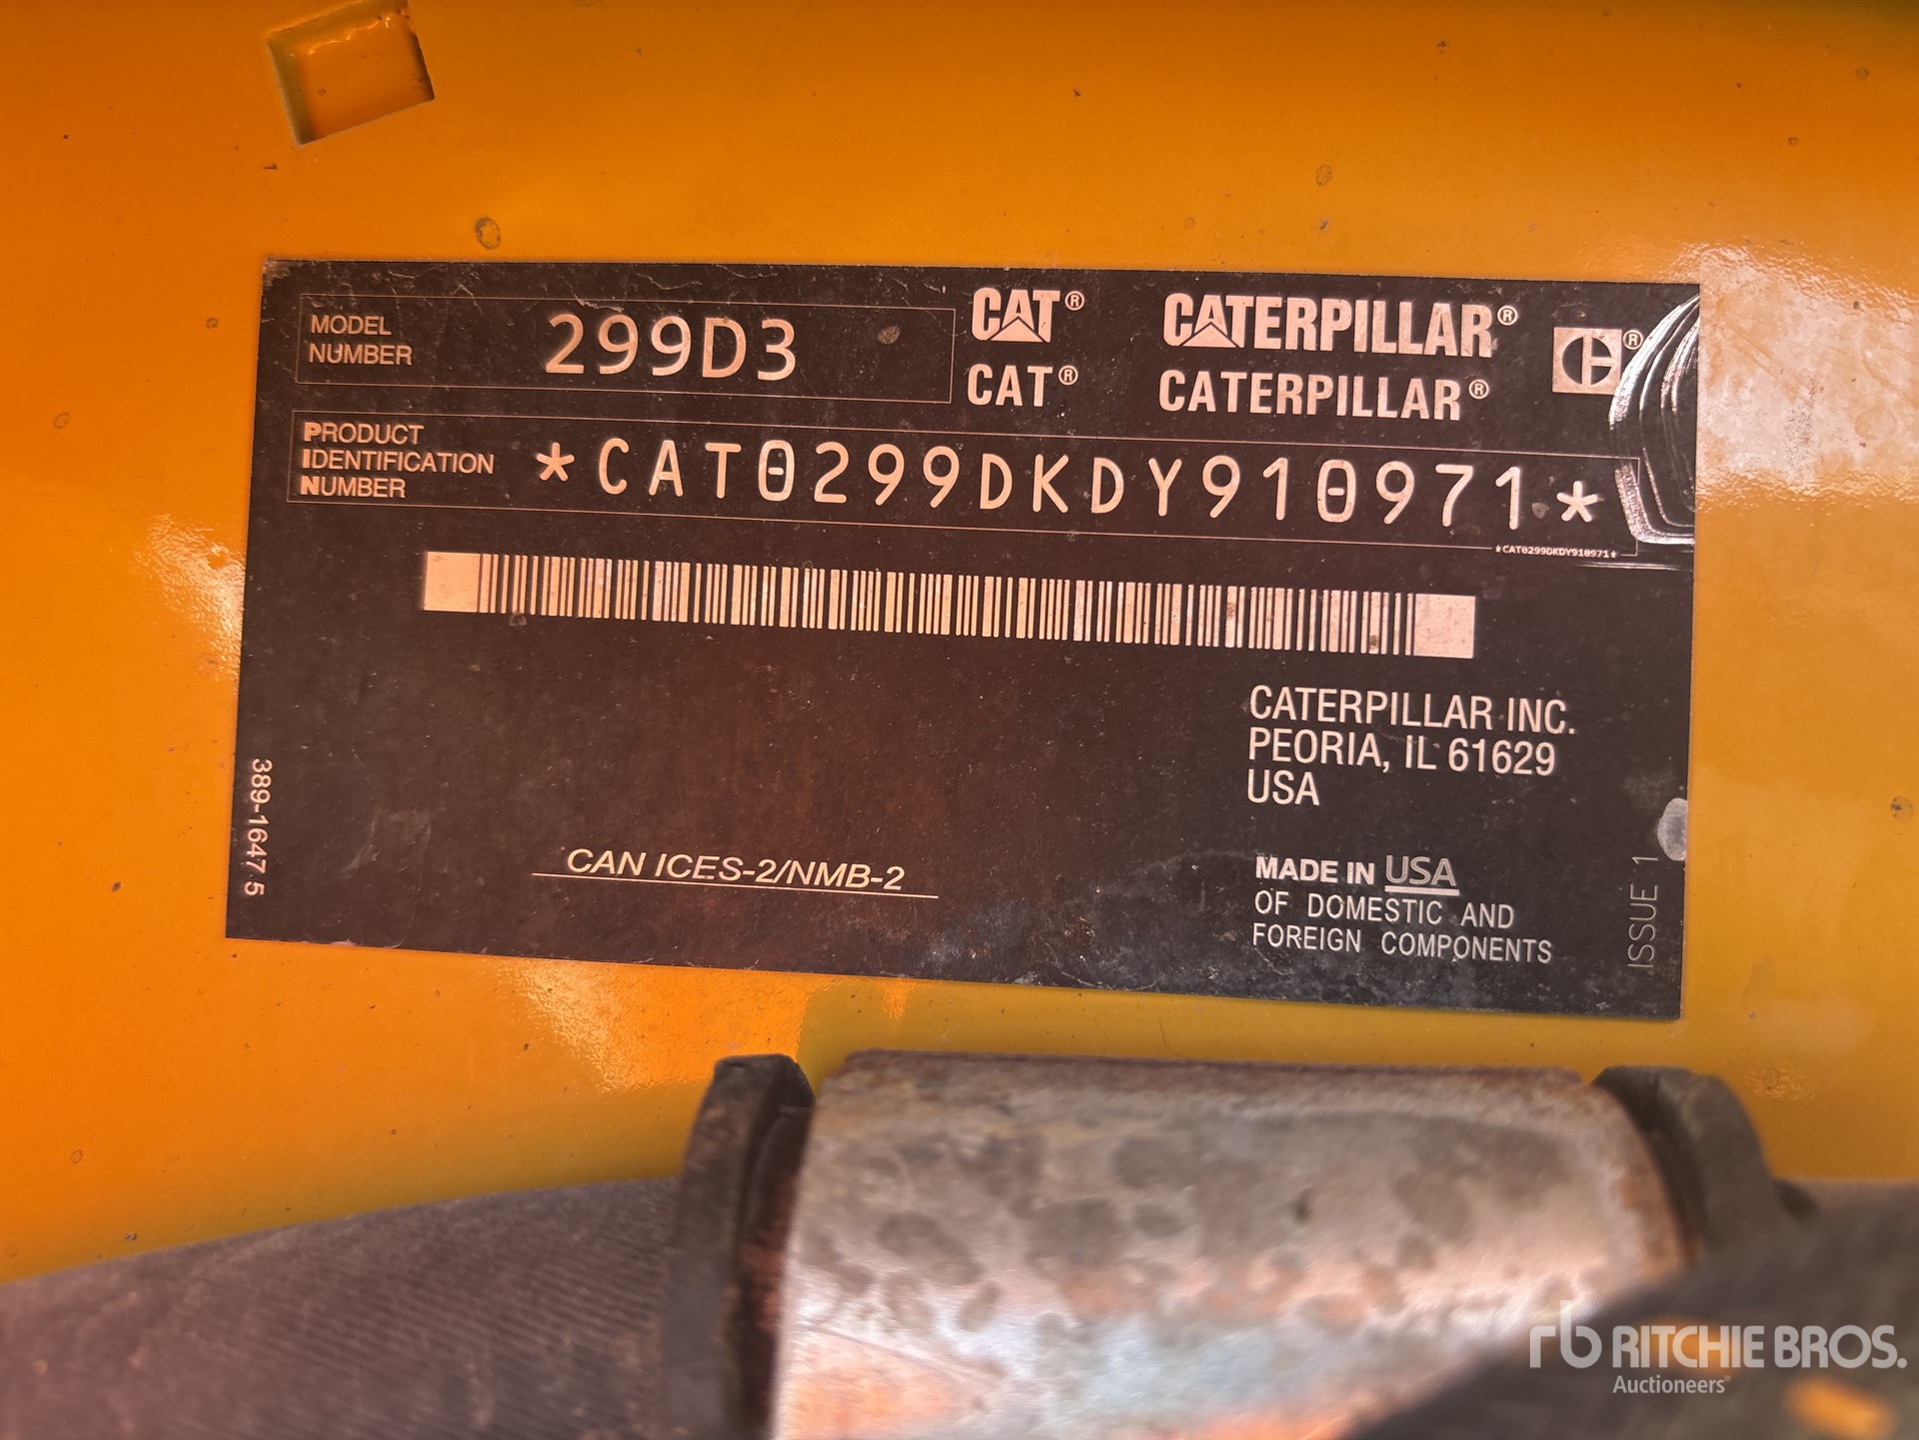 MODEL NUMBER 299D3
CAT® CATERPILLAR®
CAT® CATERPILLAR®
PRODUCT IDENTIFICATION NUMBER *CAT0299DKDY910971*
*CAT0299DKDY910971*
CATERPILLAR INC.
PEORIA, IL 61629
USA
389-1647 5
CAN ICES-2/NMB-2
MADE IN USA
OF DOMESTIC AND
FOREIGN COMPONENTS
ISSUE 1
rb RITCHIE BROS.
Auctioneers